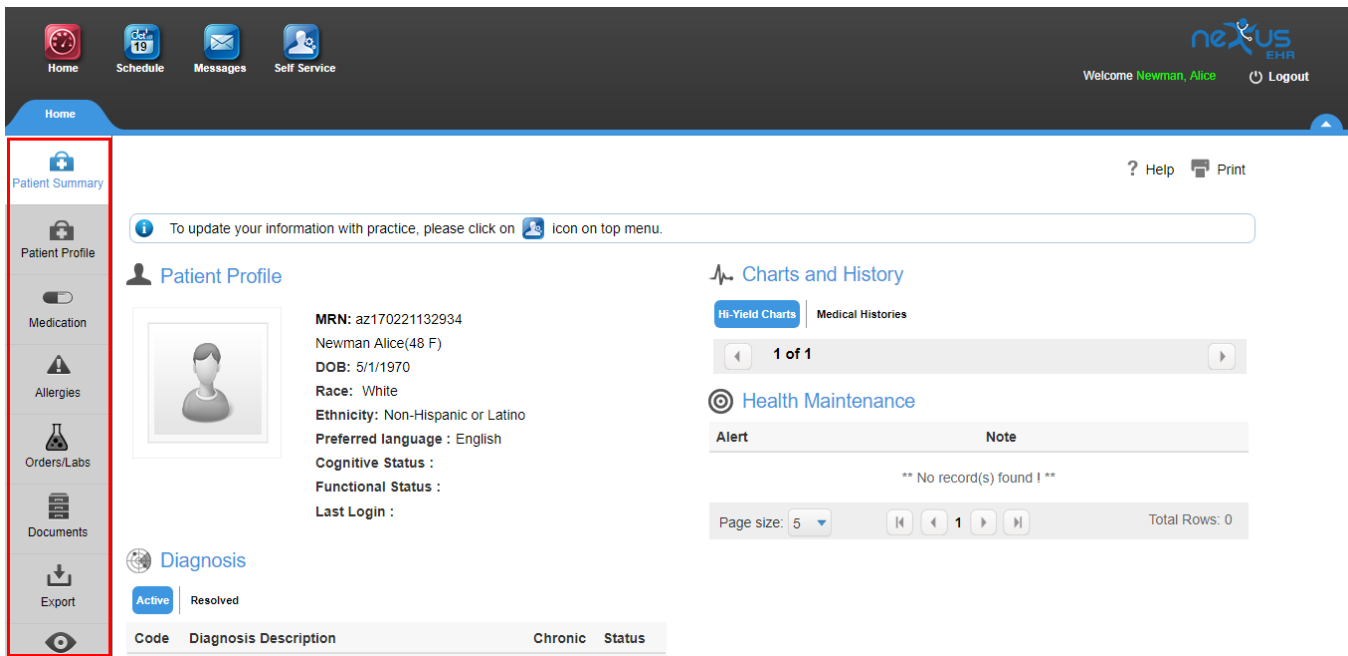 Oct
19
Home Schedule Messages Self Service
nexus
EHR
Welcome Newman, Alice Logout
Home
Patient Summary
Patient Profile
Medication
Allergies
Orders/Labs
Documents
Export
? Help Print
To update your information with practice, please click on icon on top menu.
Patient Profile
MRN: az170221132934
Newman Alice(48 F)
DOB: 5/1/1970
Race: White
Ethnicity: Non-Hispanic or Latino
Preferred language : English
Cognitive Status :
Functional Status :
Last Login :
Diagnosis
Active Resolved
Code Diagnosis Description Chronic Status
Charts and History
Hi-Yield Charts Medical Histories
1 of 1
Health Maintenance
Alert Note
** No record(s) found ! **
Page size: 5 1 Total Rows: 0